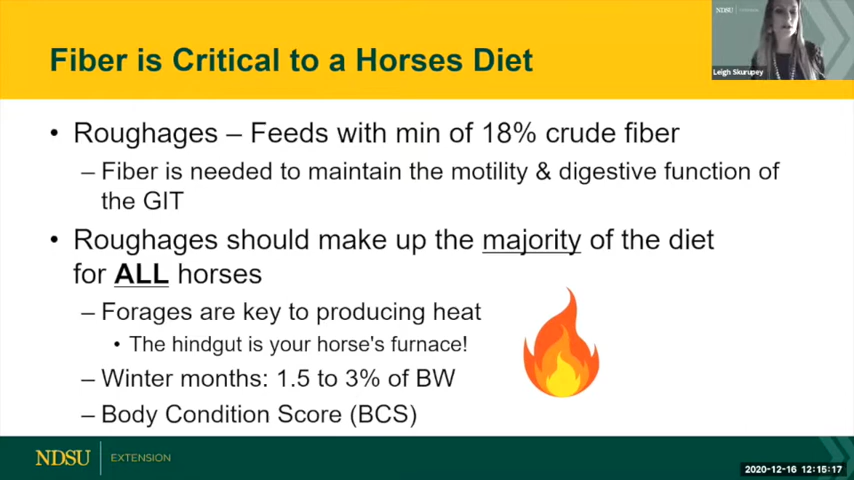 NDSU
Fiber is Critical to a Horses Diet
Leigh Skurupey
• Roughages – Feeds with min of 18% crude fiber
– Fiber is needed to maintain the motility & digestive function of
the GIT
• Roughages should make up the majority of the diet
for ALL horses
– Forages are key to producing heat
• The hindgut is your horse's furnace!
– Winter months: 1.5 to 3% of BW
– Body Condition Score (BCS)
NDSU EXTENSION
2020-12-16 12:15:17